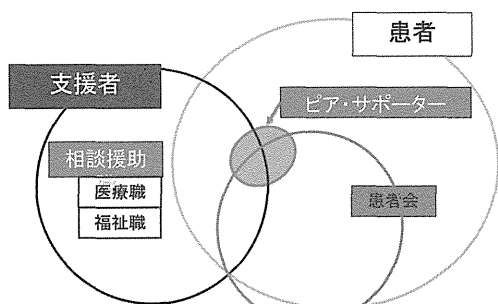 患者
支援者
ピア・サポーター
相談援助
医療職
福祉職
患者会